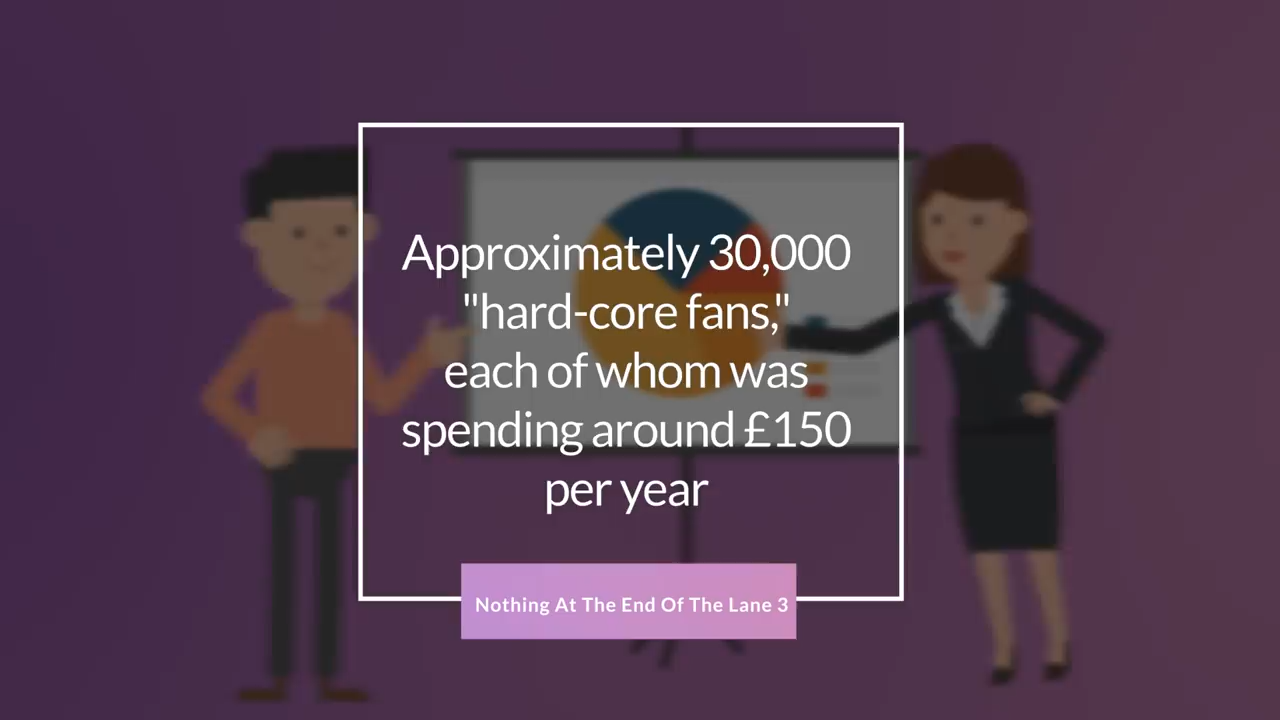 Approximately 30,000
"hard-core fans,"
each of whom was
spending around £150
per year
Nothing At The End Of The Lane 3